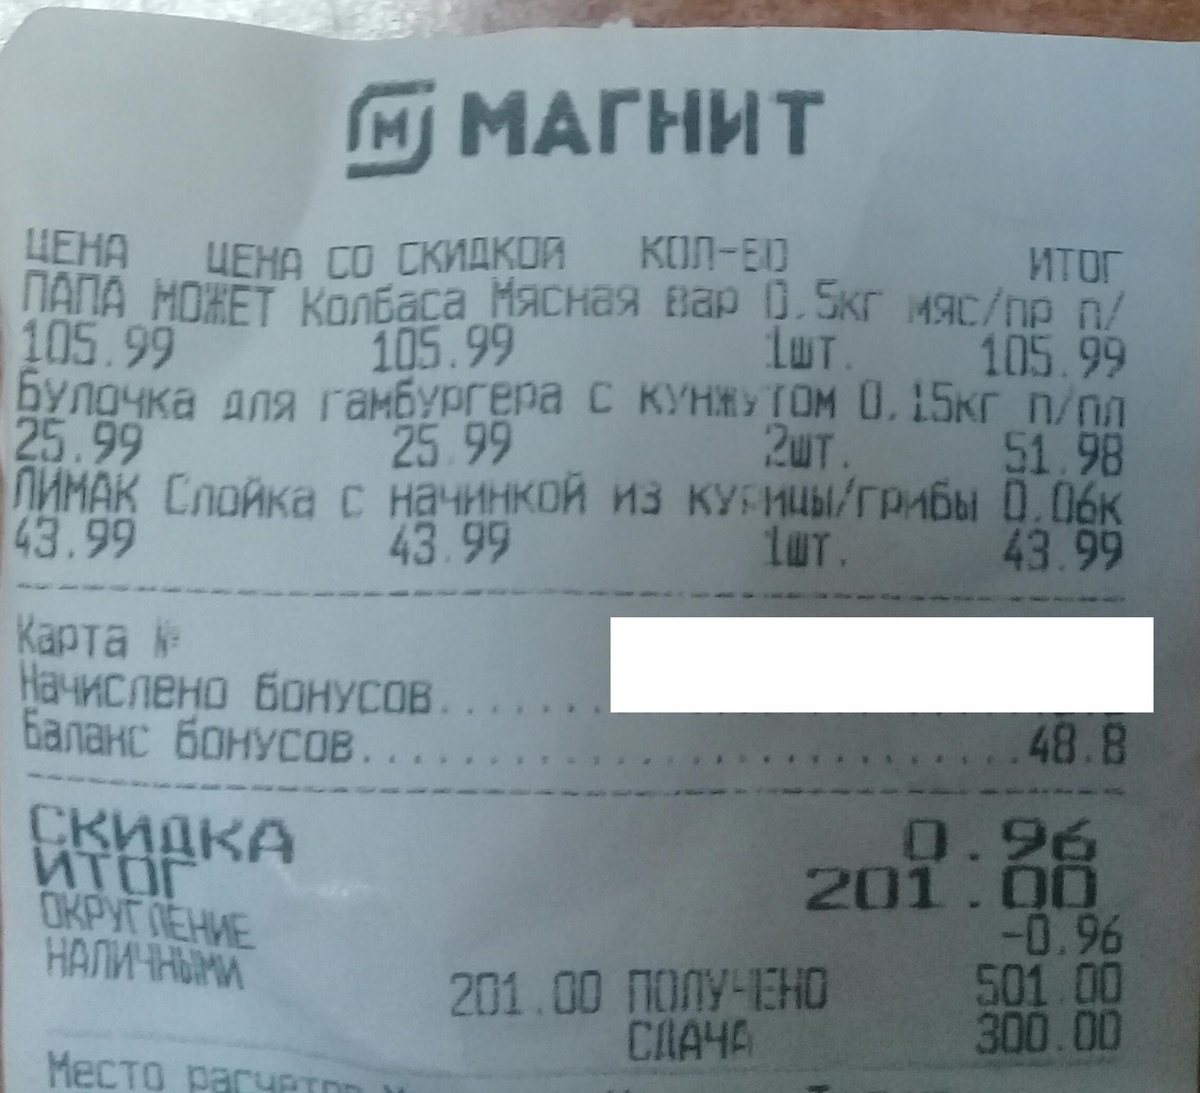 МАГНИТ
ЦЕНА ЦЕНА СО СКИДКОЙ КОЛ-ВО ИТОГ
ПАПА МОЖЕТ Колбаса Мясная вар 0.5кг мяс/пр п/
105.99 105.99 1шт. 105.99
Булочка для гамбургера с кунжутом 0.15кг п/пл
25.99 25.99 2шт. 51.98
ЛИМАК Слойка с начинкой из курицы/грибы 0.06к
43.99 43.99 1шт. 43.99
Карта №
Начислено бонусов.......
Баланс бонусов..........................48.8
СКИДКА 0.96
ИТОГ 201.00
ОКРУГЛЕНИЕ -0.96
НАЛИЧНЫМИ 201.00 ПОЛУЧЕНО 501.00
СДАЧА 300.00
Место расчетов